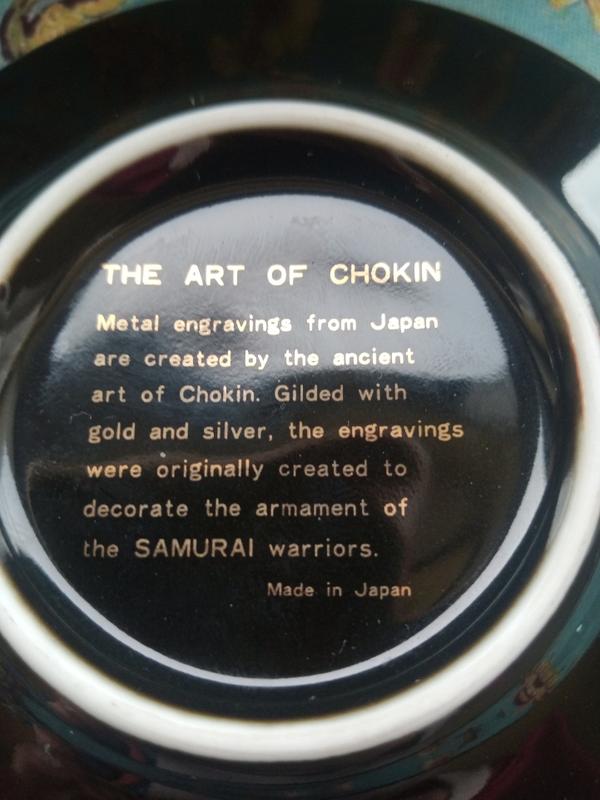 THE ART OF CHOKIN
Metal engravings from Japan
are created by the ancient
art of Chokin. Gilded with
gold and silver, the engravings
were originally created to
decorate the armament of
the SAMURAI warriors.
Made in Japan